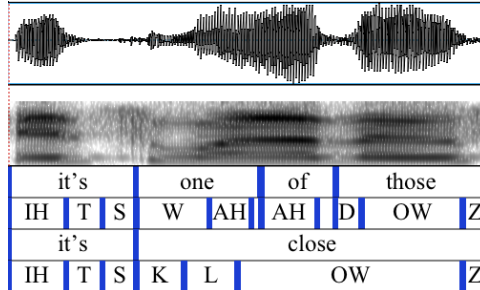 it's one of those
IH T S W AH AH D OW Z
it's close
IH T S K L OW Z